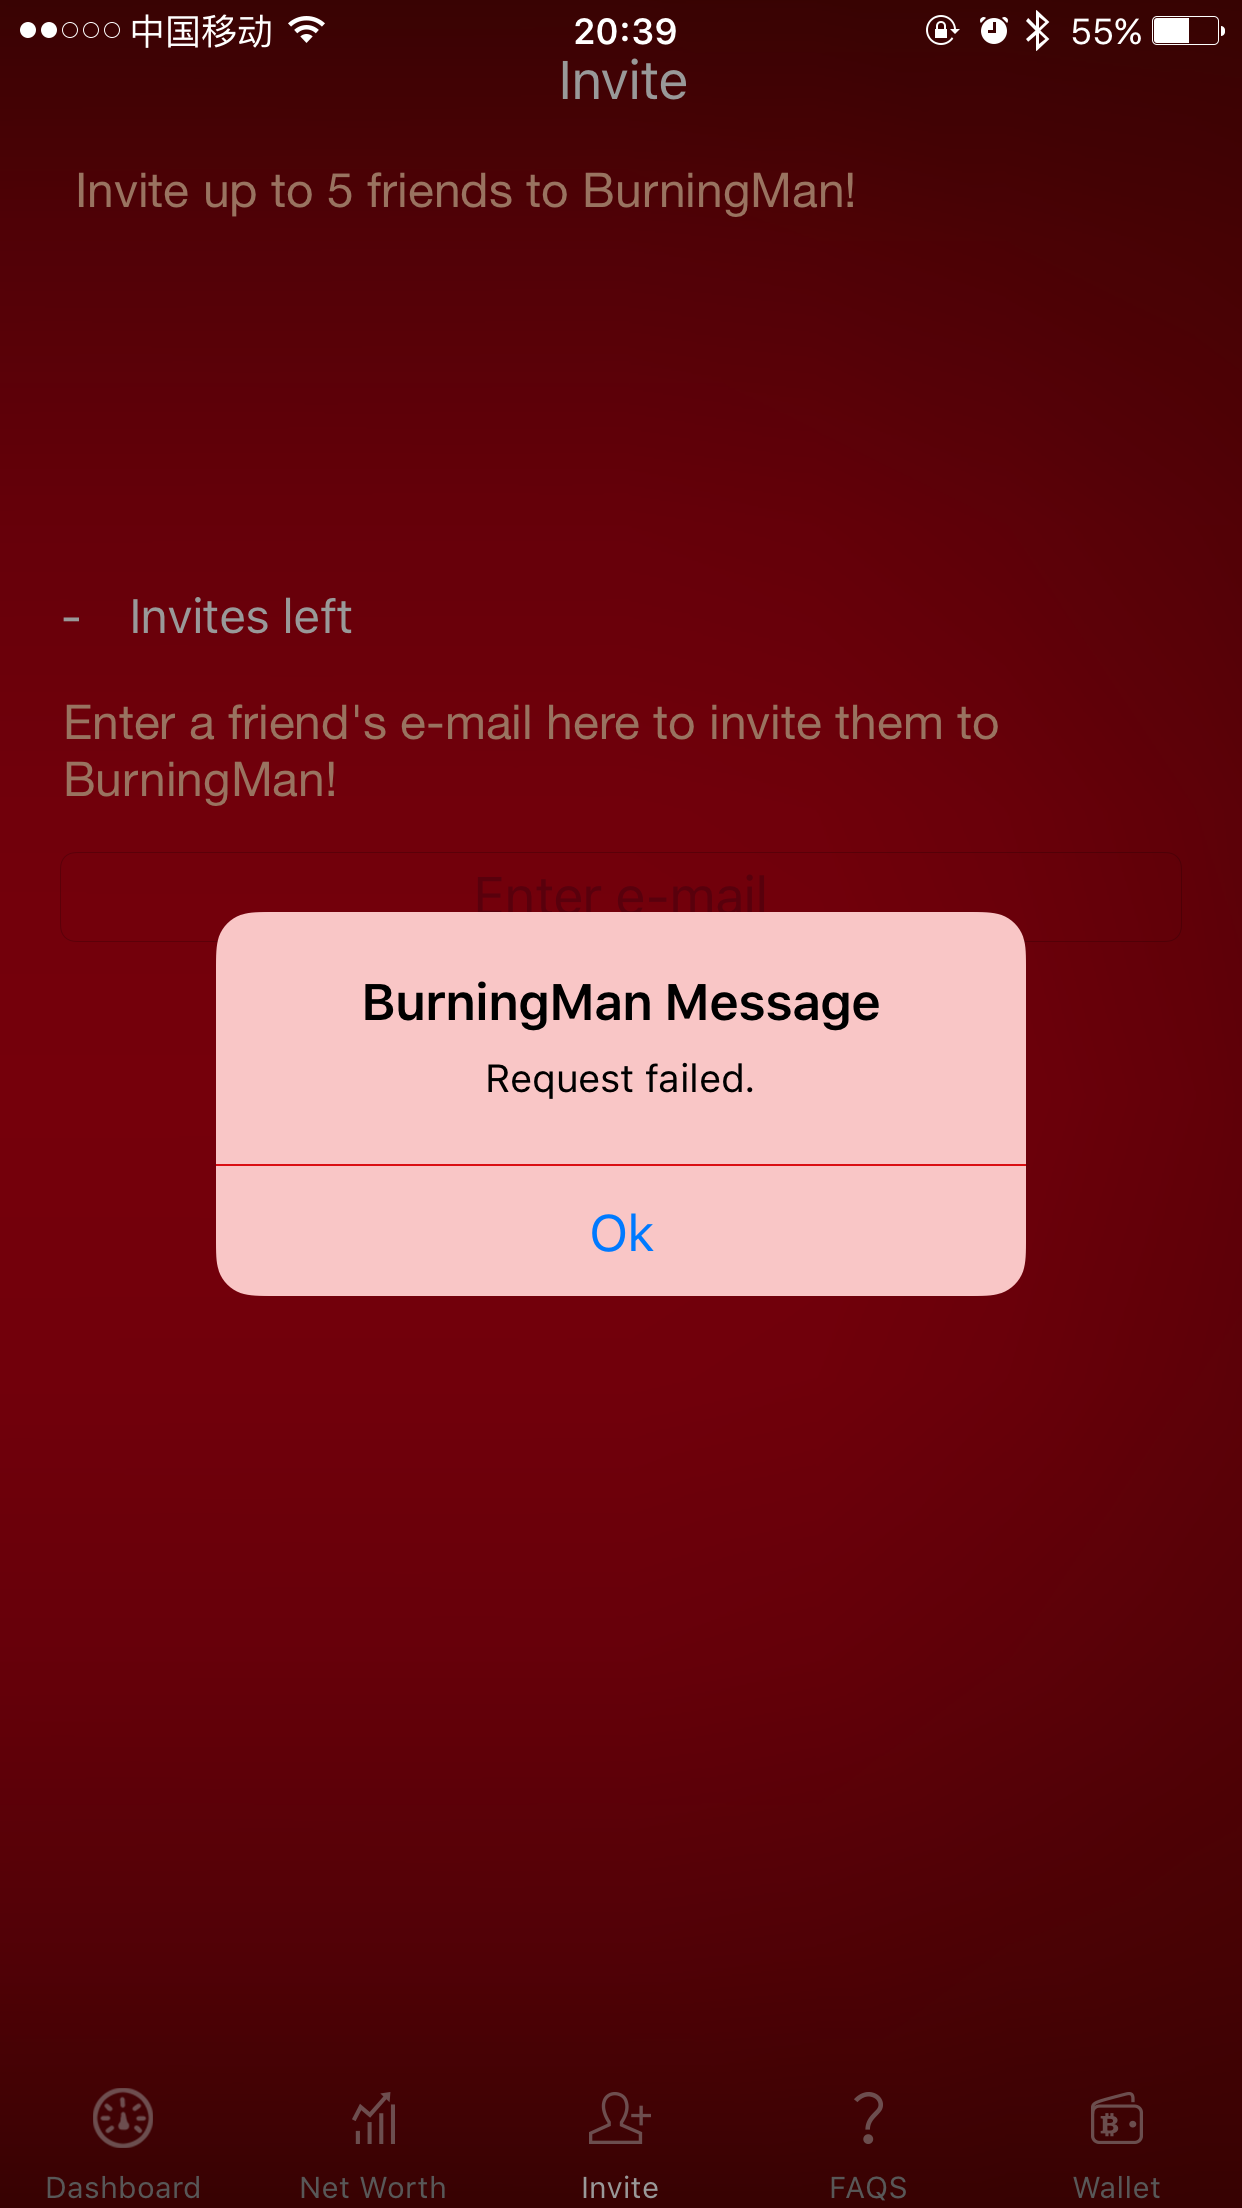 中国移动 20:39 55%
Invite
Invite up to 5 friends to BurningMan!
- Invites left
Enter a friend's e-mail here to invite them to
BurningMan!
Enter e-mail
BurningMan Message
Request failed.
Ok
Dashboard Net Worth Invite FAQS Wallet